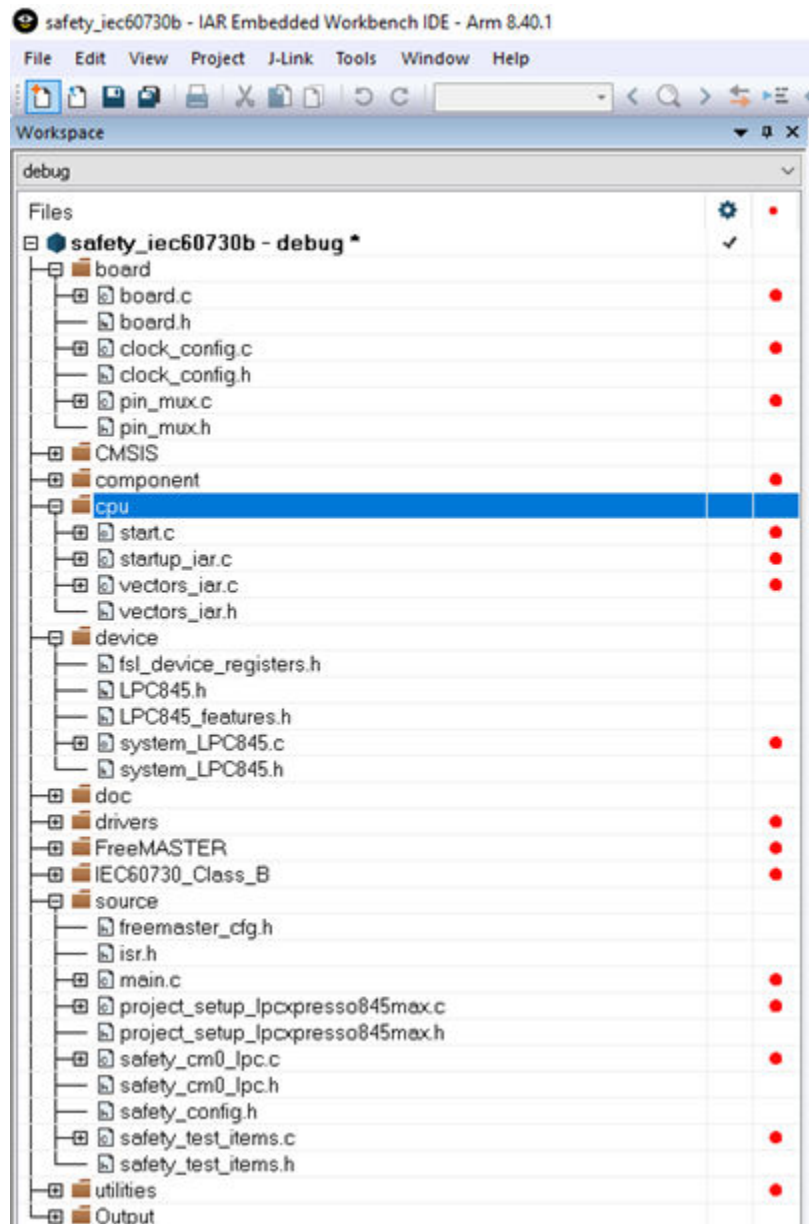 safety_iec60730b - IAR Embedded Workbench IDE - Arm 8.40.1
File Edit View Project J-Link Tools Window Help
Workspace
debug
Files
safety_iec60730b - debug *
board
board.c
board.h
clock_config.c
clock_config.h
pin_mux.c
pin_mux.h
CMSIS
component
cpu
start.c
startup_iar.c
vectors_iar.c
vectors_iar.h
device
fsl_device_registers.h
LPC845.h
LPC845_features.h
system_LPC845.c
system_LPC845.h
doc
drivers
FreeMASTER
IEC60730_Class_B
source
freemaster_cfg.h
isr.h
main.c
project_setup_lpcxpresso845max.c
project_setup_lpcxpresso845max.h
safety_cm0_lpc.c
safety_cm0_lpc.h
safety_config.h
safety_test_items.c
safety_test_items.h
utilities
Output